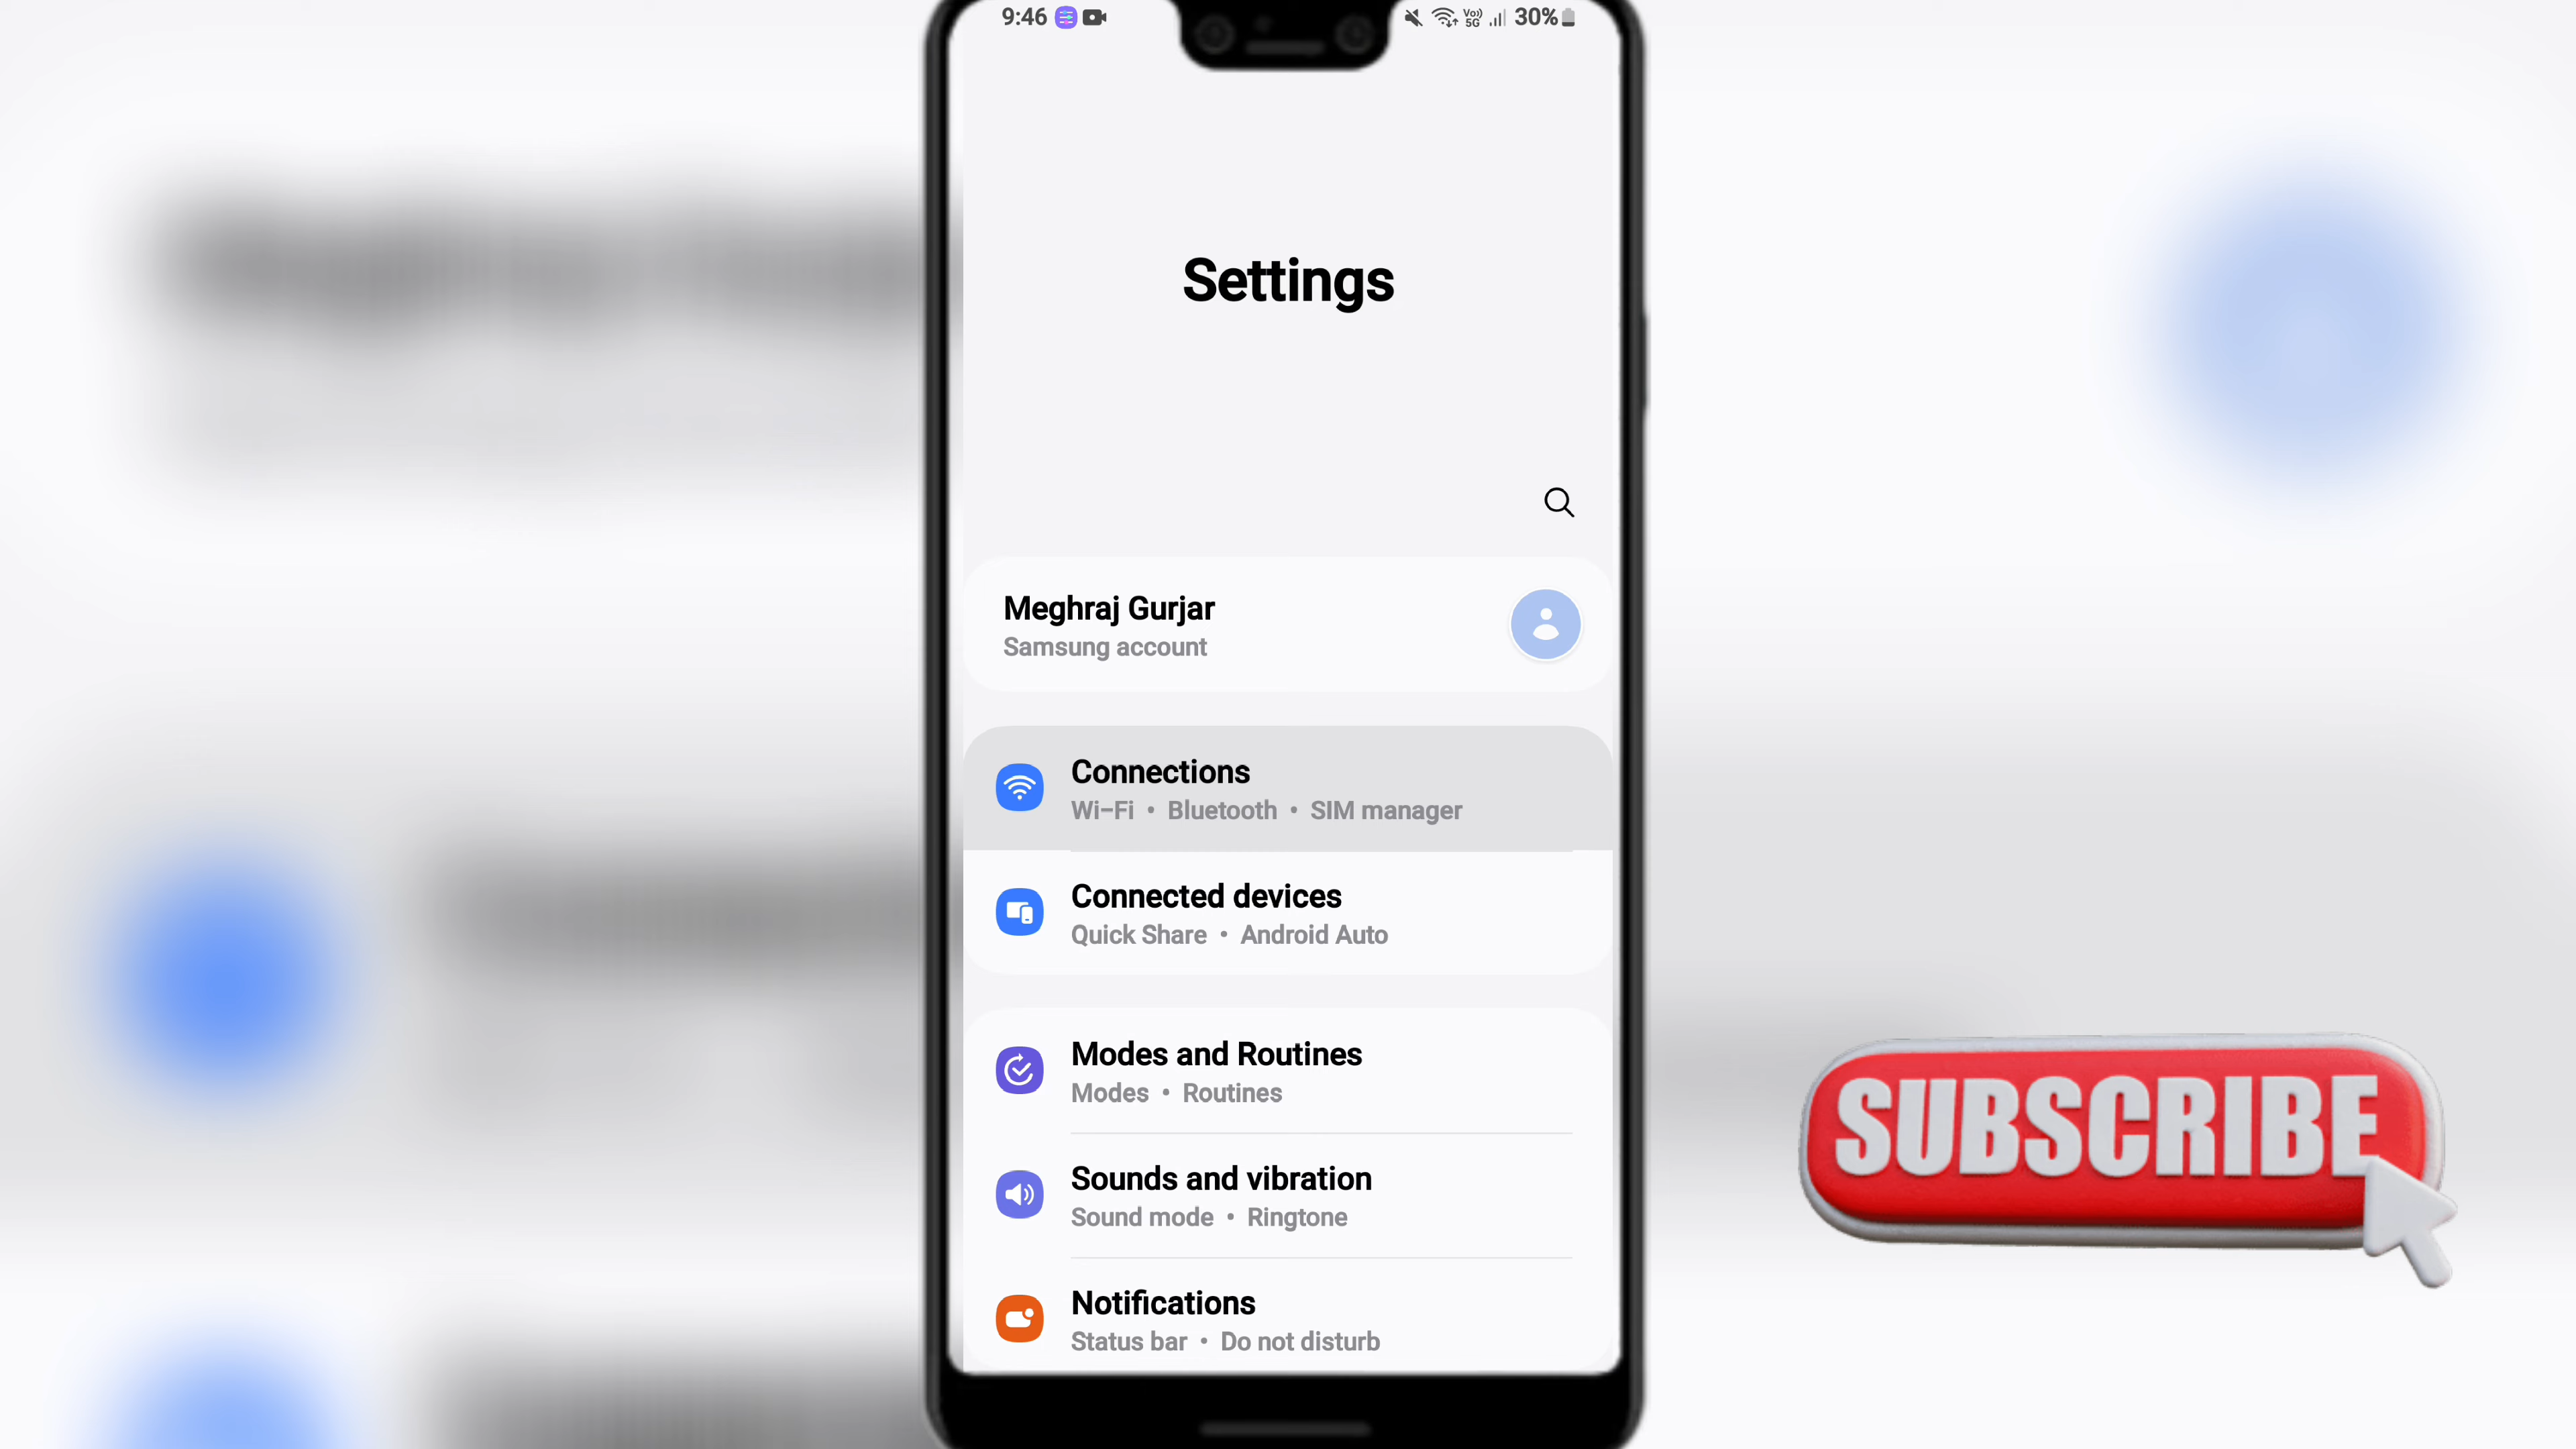 9:46 Vo)) 5G 30%
Settings
Meghraj Gurjar
Samsung account
Connections
Wi-Fi • Bluetooth • SIM manager
Connected devices
Quick Share • Android Auto
Modes and Routines
Modes • Routines
Sounds and vibration
Sound mode • Ringtone
Notifications
Status bar • Do not disturb
SUBSCRIBE